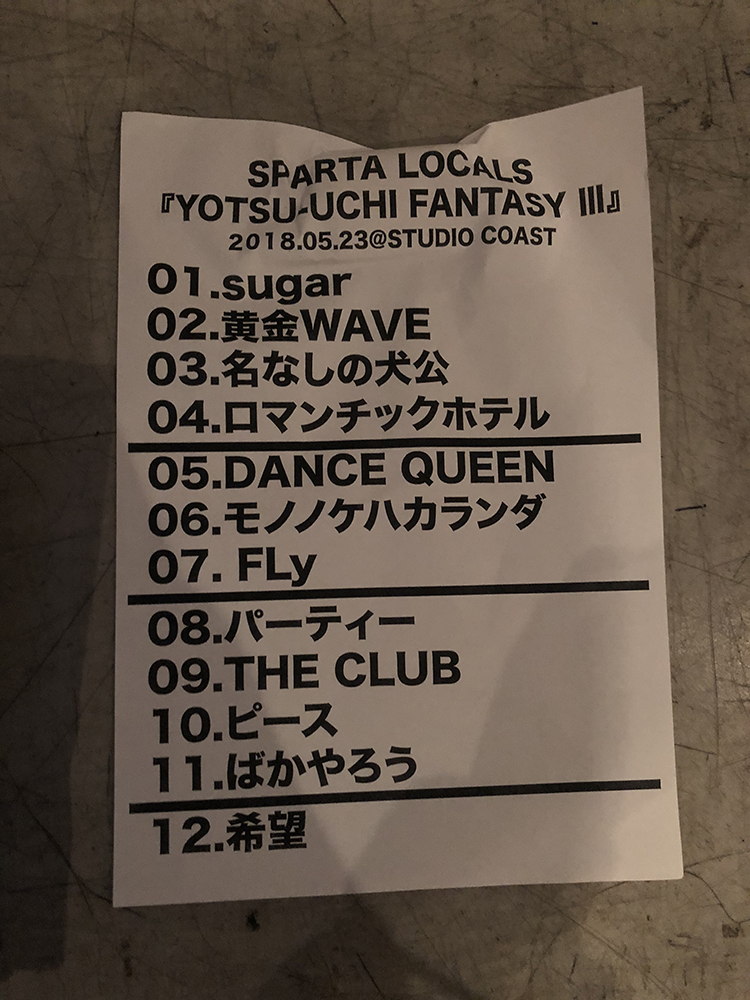 SPARTA LOCALS
『YOTSU-UCHI FANTASY Ⅲ』
2018.05.23@STUDIO COAST
01.sugar
02.黄金WAVE
03.名なしの犬公
04.ロマンチックホテル
05.DANCE QUEEN
06.モノノケハカランダ
07. FLy
08.パーティー
09.THE CLUB
10.ピース
11.ばかやろう
12.希望